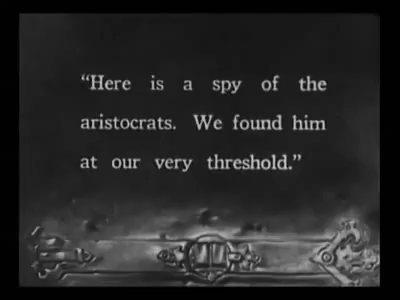 “Here is a spy of the
aristocrats. We found him
at our very threshold.”